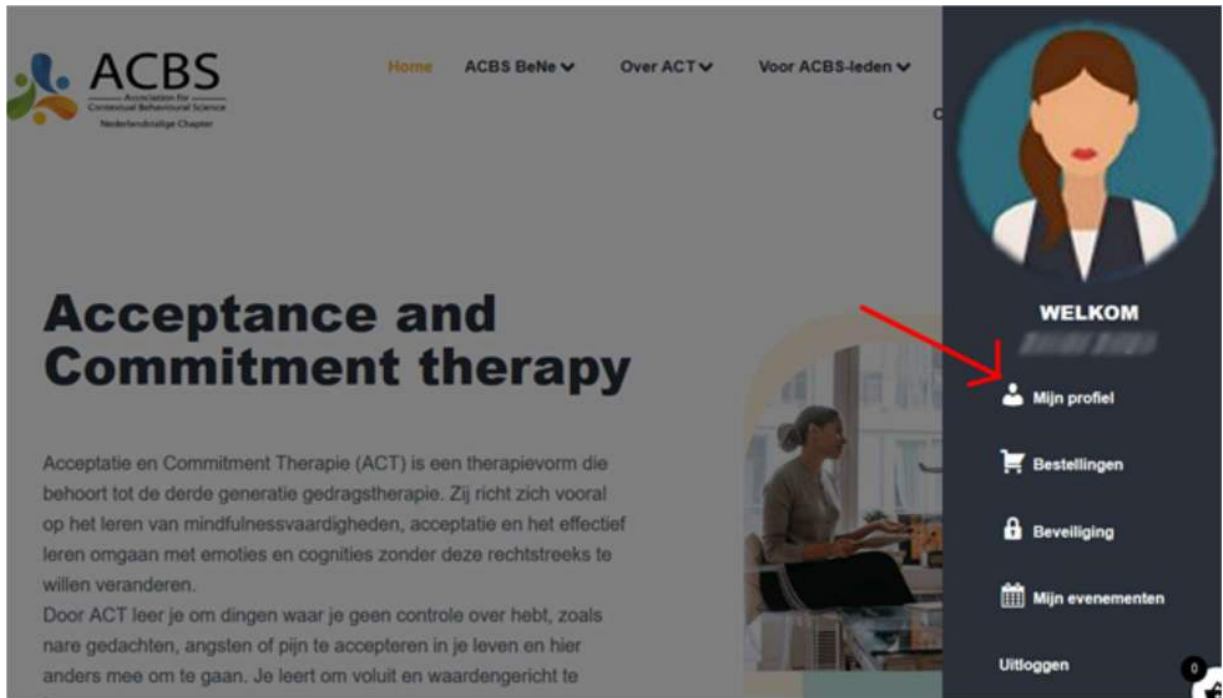 ACBS
Association for
Contextual Behavioural Science
Nederlandstalige Chapter
Home
ACBS BeNe
Over ACT
Voor ACBS-leden
Acceptance and
Commitment therapy
Acceptatie en Commitment Therapie (ACT) is een therapievorm die
behoort tot de derde generatie gedragstherapie. Zij richt zich vooral
op het leren van mindfulnessvaardigheden, acceptatie en het effectief
leren omgaan met emoties en cognities zonder deze rechtstreeks te
willen veranderen.
Door ACT leer je om dingen waar je geen controle over hebt, zoals
nare gedachten, angsten of pijn te accepteren in je leven en hier
anders mee om te gaan. Je leert om voluit en waardengericht te
WELKOM
Mijn profiel
Bestellingen
Beveiliging
Mijn evenementen
Uitloggen
0